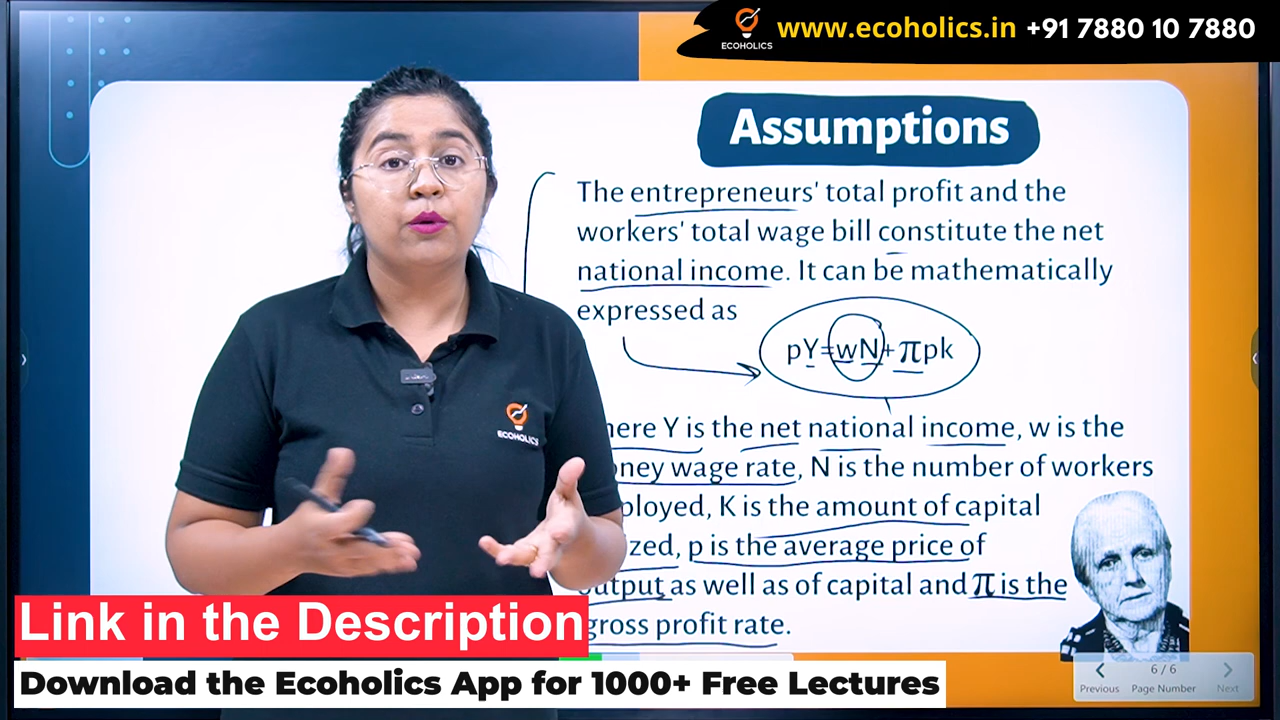 ECOHOLICS
www.ecoholics.in +91 7880 10 7880
Assumptions
The entrepreneurs' total profit and the
workers' total wage bill constitute the net
national income. It can be mathematically
expressed as
pY=wN+πpk
here Y is the net national income, w is the
oney wage rate, N is the number of workers
ployed, K is the amount of capital
ized, p is the average price of
output as well as of capital and π is the
gross profit rate.
ECOHOLICS
Link in the Description
Download the Ecoholics App for 1000+ Free Lectures
6/6
Previous Page Number Next